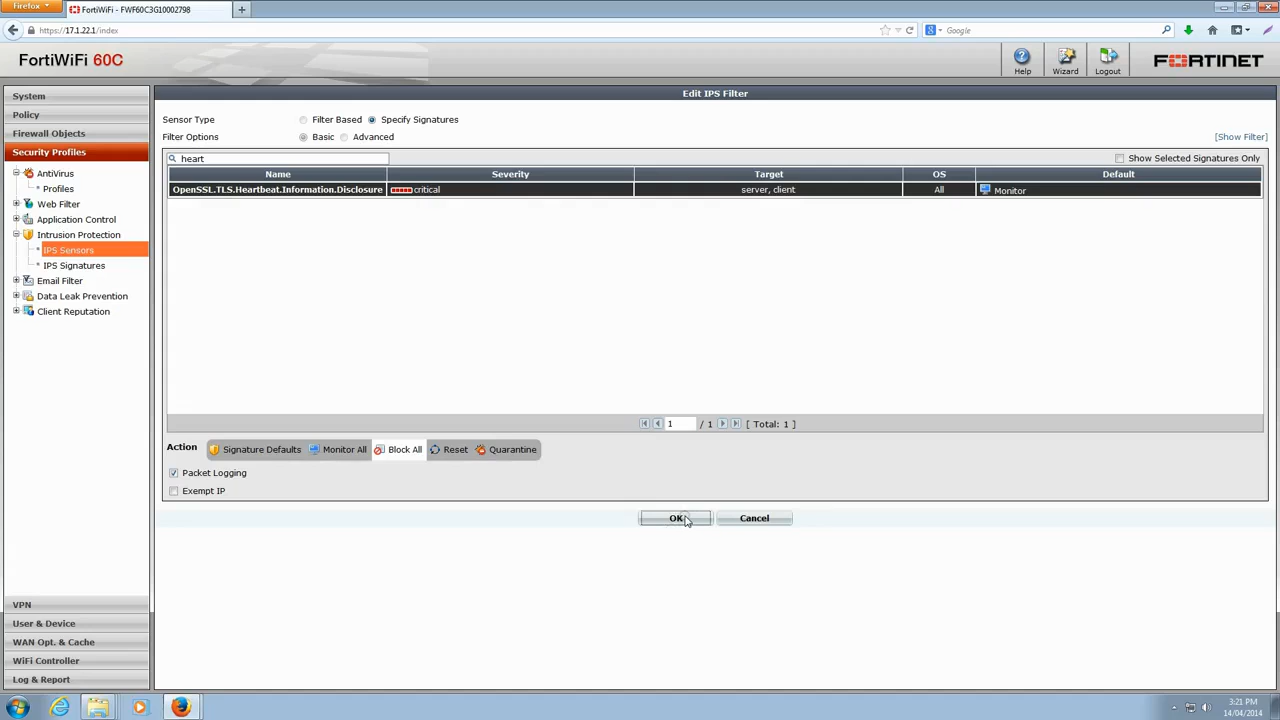 Firefox
FortiWiFi - FWF60C3G10002798
https://17.1.22.1/index
Google
FortiWiFi 60C
Help
Wizard
Logout
FORTINET
System
Policy
Firewall Objects
Security Profiles
AntiVirus
Profiles
Web Filter
Application Control
Intrusion Protection
IPS Sensors
IPS Signatures
Email Filter
Data Leak Prevention
Client Reputation
VPN
User & Device
WAN Opt. & Cache
WiFi Controller
Log & Report
Edit IPS Filter
Sensor Type Filter Based Specify Signatures
Filter Options Basic Advanced [Show Filter]
heart Show Selected Signatures Only
Name Severity Target OS Default
OpenSSL.TLS.Heartbeat.Information.Disclosure critical server, client All Monitor
1 / 1 [ Total: 1 ]
Action Signature Defaults Monitor All Block All Reset Quarantine
Packet Logging
Exempt IP
OK Cancel
3:21 PM
14/04/2014